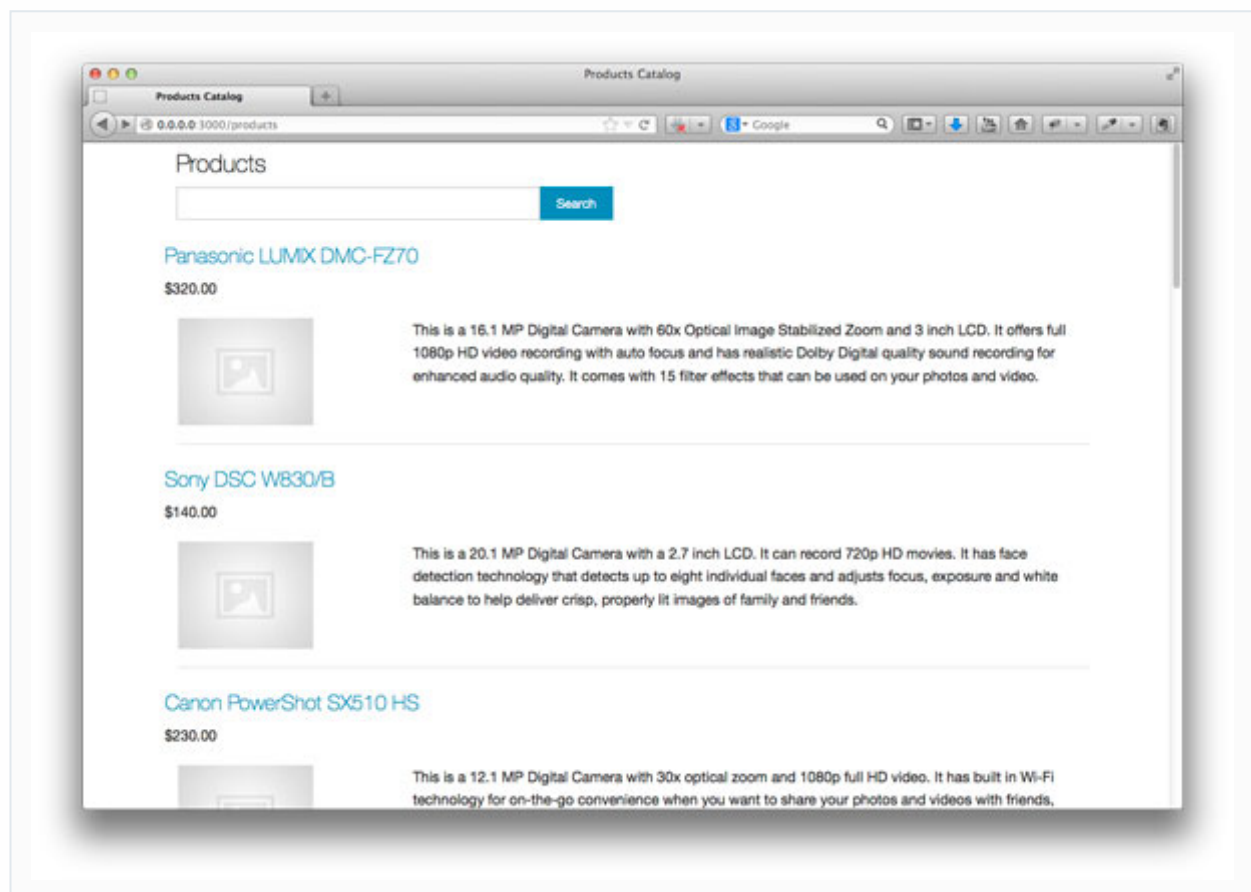 Products Catalog
Products Catalog
0.0.0.0:3000/products
Google
Products
Search
Panasonic LUMIX DMC-FZ70
$320.00
This is a 16.1 MP Digital Camera with 60x Optical Image Stabilized Zoom and 3 inch LCD. It offers full
1080p HD video recording with auto focus and has realistic Dolby Digital quality sound recording for
enhanced audio quality. It comes with 15 filter effects that can be used on your photos and video.
Sony DSC W830/B
$140.00
This is a 20.1 MP Digital Camera with a 2.7 inch LCD. It can record 720p HD movies. It has face
detection technology that detects up to eight individual faces and adjusts focus, exposure and white
balance to help deliver crisp, properly lit images of family and friends.
Canon PowerShot SX510 HS
$230.00
This is a 12.1 MP Digital Camera with 30x optical zoom and 1080p full HD video. It has built in Wi-Fi
technology for on-the-go convenience when you want to share your photos and videos with friends,